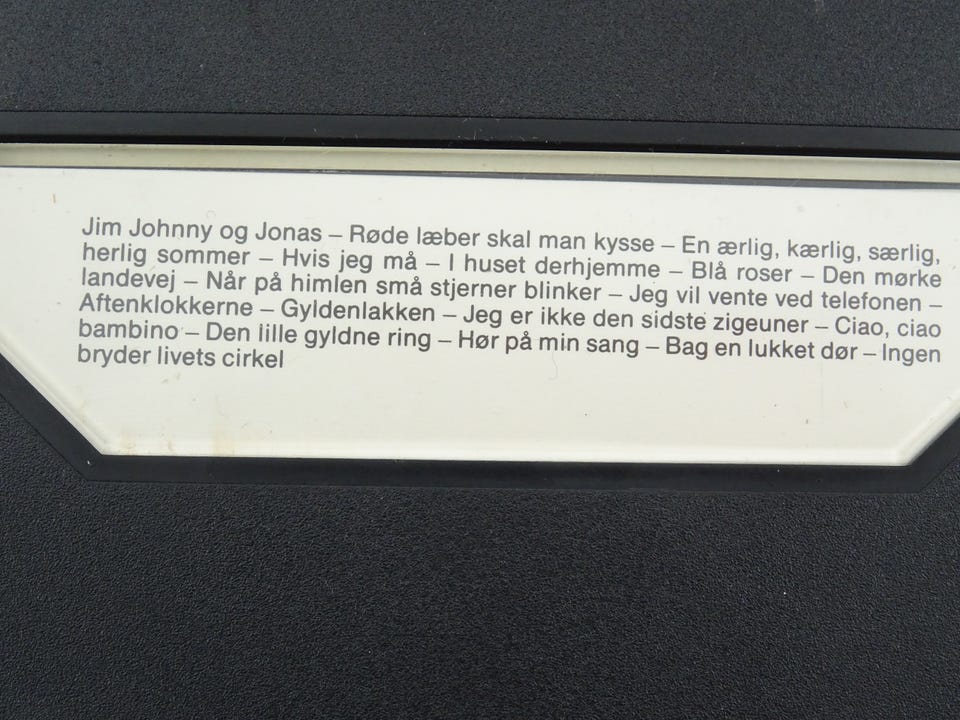 Jim Johnny og Jonas – Røde læber skal man kysse – En ærlig, kærlig, særlig,
herlig sommer – Hvis jeg må – I huset derhjemme – Blå roser – Den mørke
landevej – Når på himlen små stjerner blinker – Jeg vil vente ved telefonen –
Aftenklokkerne – Gyldenlakken – Jeg er ikke den sidste zigeuner – Ciao, ciao
bambino – Den lille gyldne ring – Hør på min sang – Bag en lukket dør – Ingen
bryder livets cirkel